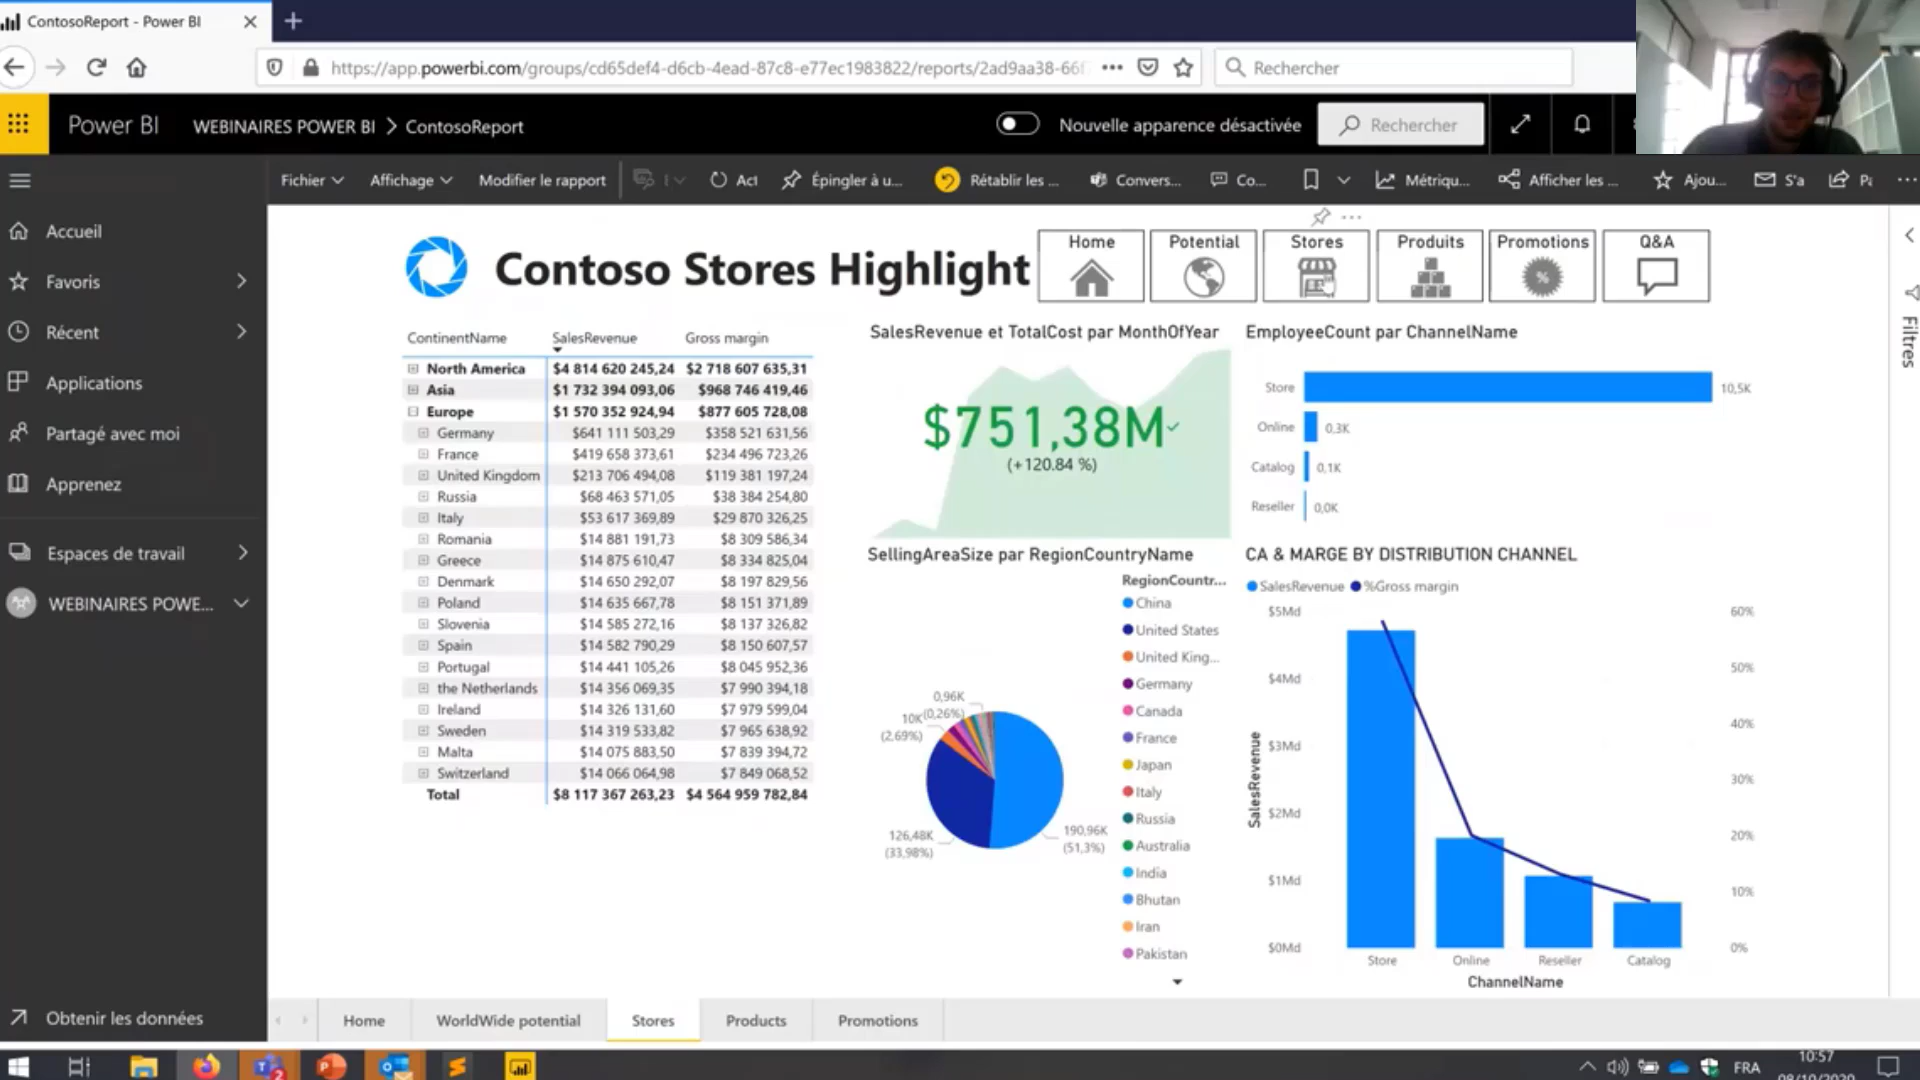 ContosoReport - Power BI
https://app.powerbi.com/groups/cd65def4-d6cb-4ead-87c8-e77ec1983822/reports/2ad9aa38-66f
Rechercher
Power BI
WEBINAIRES POWER BI > ContosoReport
Nouvelle apparence désactivée
Rechercher
Fichier
Affichage
Modifier le rapport
Act
Épingler à u...
Rétablir les ...
Convers...
Co...
Métriqu...
Afficher les ...
Ajou...
S'a
Accueil
Favoris
Récent
Applications
Partagé avec moi
Apprenez
Espaces de travail
WEBINAIRES POWE...
Obtenir les données
Contoso Stores Highlight
Home
Potential
Stores
Produits
Promotions
Q&A
Filtres
ContinentName SalesRevenue Gross margin
North America $4 814 620 245,24 $2 718 607 635,31
Asia $1 732 394 093,06 $968 746 419,46
Europe $1 570 352 924,94 $877 605 728,08
Germany $641 111 503,29 $358 521 631,56
France $419 658 373,61 $234 496 723,26
United Kingdom $213 706 494,08 $119 381 197,24
Russia $68 463 571,05 $38 384 254,80
Italy $53 617 369,89 $29 870 326,25
Romania $14 881 191,73 $8 309 586,34
Greece $14 875 610,47 $8 334 825,04
Denmark $14 650 292,07 $8 197 829,56
Poland $14 635 667,78 $8 151 371,89
Slovenia $14 585 272,16 $8 137 326,82
Spain $14 582 790,29 $8 150 607,57
Portugal $14 441 105,26 $8 045 952,36
the Netherlands $14 356 069,35 $7 990 394,18
Ireland $14 326 131,60 $7 979 599,04
Sweden $14 319 533,82 $7 965 638,92
Malta $14 075 883,50 $7 839 394,72
Switzerland $14 066 064,98 $7 849 068,52
Total $8 117 367 263,23 $4 564 959 782,84
SalesRevenue et TotalCost par MonthOfYear
$751,38M
(+120.84 %)
EmployeeCount par ChannelName
Store 10,5K
Online 0,3K
Catalog 0,1K
Reseller 0,0K
SellingAreaSize par RegionCountryName
0,96K
(0,26%)
10K
(2.69%)
126,48K
(33,98%)
190,96K
(51,3%)
RegionCountr...
China
United States
United King...
Germany
Canada
France
Japan
Italy
Russia
Australia
India
Bhutan
Iran
Pakistan
CA & MARGE BY DISTRIBUTION CHANNEL
SalesRevenue %Gross margin
$5Md 60%
50%
$4Md
40%
$3Md
30%
$2Md
20%
$1Md
10%
$0Md 0%
SalesRevenue
Store Online Reseller Catalog
ChannelName
Home
WorldWide potential
Stores
Products
Promotions
FRA
10:57